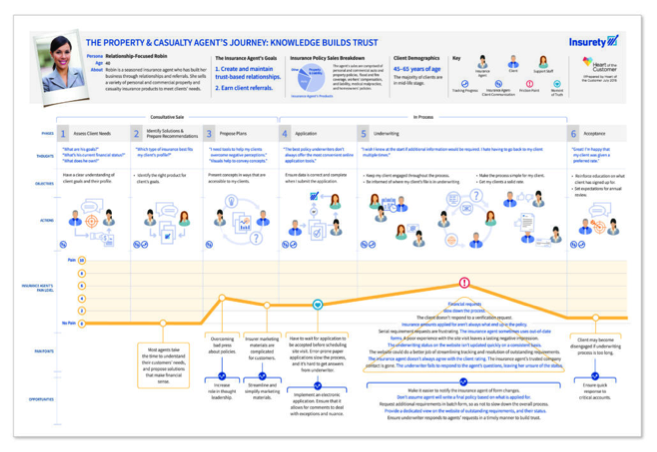 THE PROPERTY & CASUALTY AGENT'S JOURNEY: KNOWLEDGE BUILDS TRUST
Insurety
Persona Relationship-Focused Robin
Age 40
About Robin is a seasoned insurance agent who has built her
business through relationships and referrals. She sells
a variety of personal and commercial property and
casualty insurance products to meet clients' needs.
The Insurance Agent's Goals
1. Create and maintain
trust-based relationships.
2. Earn client referrals.
Insurance Policy Sales Breakdown
Client Demographics
45–65 years of age
The majority of clients are
in mid-life stage.
Key
Insurance
Agent
Client
Support Staff
Heart of the
Customer
Consultative Sale
In Process
PHASES
1 Assess Client Needs
2 Identify Solutions &
Prepare Recommendations
3 Propose Plans
4 Application
5 Underwriting
6 Acceptance
THOUGHTS
"What are his goals?"
"What's his current financial status?"
"What does he want?"
"Which type of insurance best fits
my client's profile?"
"I need tools to help my clients
overcome negative perceptions."
"Visuals help to convey concepts."
"The best policy underwriters don't
always offer the most convenient online
application tools."
"I wish I knew at the start if additional information would be required. I hate having to go back to my client
multiple times."
"Great! I'm happy that
my client was given a
preferred rate."
OBJECTIVES
Have a clear understanding of
client goals and their profile.
• Identify the right product for
client's goals.
Present concepts in ways that are
accessible to my clients.
Ensure data is correct and complete
when I submit the application.
• Keep my client engaged throughout the process.
• Be informed of where my client's file is in underwriting.
• Make the process simple for my client.
• Get my clients a valid rate.
• Reinforce education on what
client has signed up for.
• Set expectations for annual
review.
ACTIONS
INSURANCE AGENT'S
PAIN LEVEL
Pain 10
8
6
4
2
No Pain 0
PAIN POINTS
Most agents take
the time to understand
their customers' needs,
and propose solutions
that make financial
sense.
Overcoming
bad press
about policies.
Insurer marketing
materials are
complicated
for customers.
Have to wait for application to
be accepted before scheduling
site visit. Error prone paper
applications slow the process,
and it's hard to get answers
from underwriter.
Financial requests
slow down the process.
The client doesn't respond to a verification request.
Insurance amounts applied for aren't always what end up in the policy.
Serial requirement requests are frustrating. The insurance agent sometimes uses out-of-date
forms. A poor experience with the site visit leaves a lasting negative impression.
The underwriting status on the website isn't updated quickly on a consistent basis.
The website could do a better job of streamlining tracking and resolution of outstanding requirements.
The insurance agent doesn't always agree with the client rating. The insurance agent's trusted company
contact is gone. The underwriter fails to respond to the agent's questions, leaving her unsure of the status.
Client may become
disengaged if underwriting
process is too long.
OPPORTUNITIES
Increase
role in thought
leadership.
Streamline and
simplify marketing
materials.
Implement an electronic
application. Ensure that it
allows for comments to deal
with exceptions and nuance.
Make it easier to notify the insurance agent of form changes.
Don't assume agent will write a final policy based on what is applied for.
Request additional requirements in batch form, so as not to slow down the overall process.
Provide a dedicated view on the website of outstanding requirements, and their status.
Ensure underwriter responds to agents' requests in a timely manner to build trust.
Ensure quick
response to
critical accounts.